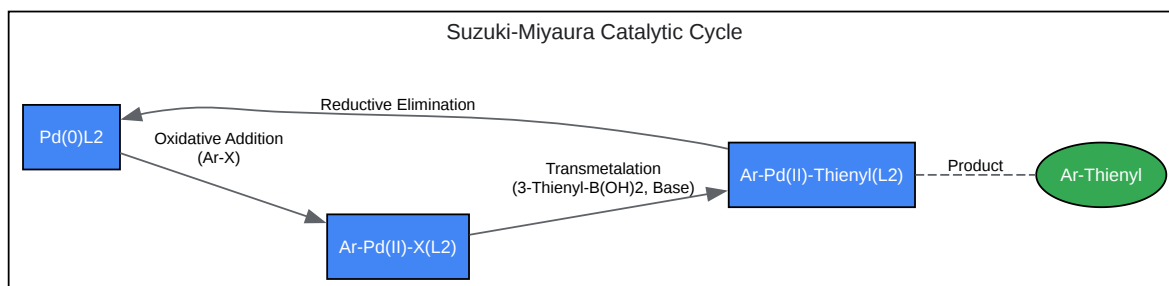 Suzuki-Miyaura Catalytic Cycle
Reductive Elimination
Pd(0)L2
Oxidative Addition
(Ar-X)
Transmetalation
(3-Thienyl-B(OH)2, Base)
Ar-Pd(II)-Thienyl(L2)
Product
Ar-Thienyl
Ar-Pd(II)-X(L2)